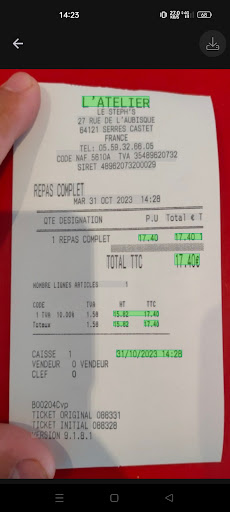 14:23
27.0
KB/S
68
L'ATELIER
LE STEPH'S
27 RUE DE L'AUBISQUE
64121 SERRES CASTET
FRANCE
TEL: 05.59.32.66.05
CODE NAF 5610A TVA 35489620732
SIRET 48962073200029
REPAS COMPLET
MAR 31 OCT 2023 14:28
QTE DESIGNATION P.U Total € T
1 REPAS COMPLET 17.40 17.40 1
TOTAL TTC 17.40€
NOMBRE LIGNES ARTICLES
CODE TVA HT TTC
1 TVA 10.00% 1.58 15.82 17.40
Totaux 1.58 15.82 17.40
CAISSE 1 31/10/2023 14:28
VENDEUR 0 VENDEUR
CLEF 0
B00204Cvp
TICKET ORIGINAL 088331
TICKET INITIAL 088328
VERSION 9.1.8.1